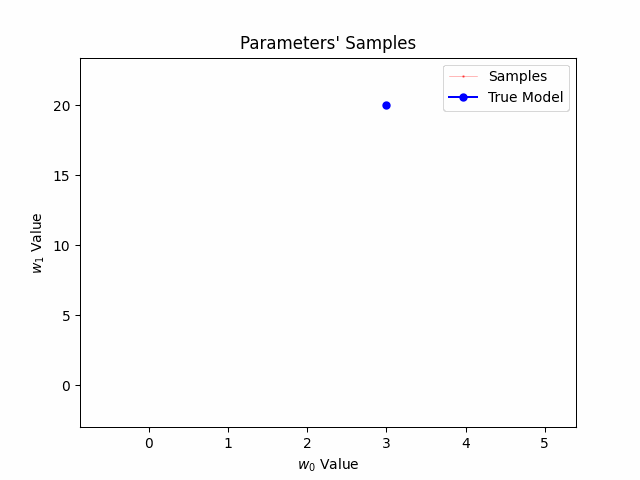 Parameters' Samples
Samples
True Model
20
15
10
5
0
w₁ Value
0 1 2 3 4 5
w₀ Value